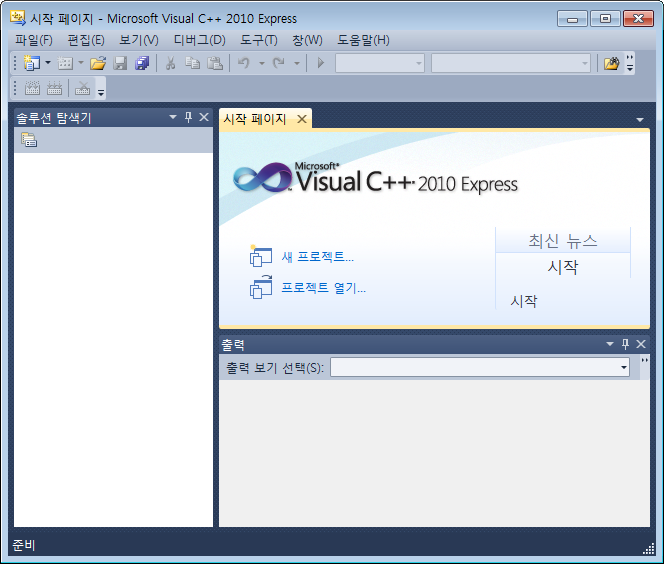 시작 페이지 - Microsoft Visual C++ 2010 Express
파일(F) 편집(E) 보기(V) 디버그(D) 도구(T) 창(W) 도움말(H)
솔루션 탐색기
시작 페이지
Microsoft®
Visual C++ 2010 Express
새 프로젝트...
프로젝트 열기...
최신 뉴스
시작
시작
출력
출력 보기 선택(S):
준비